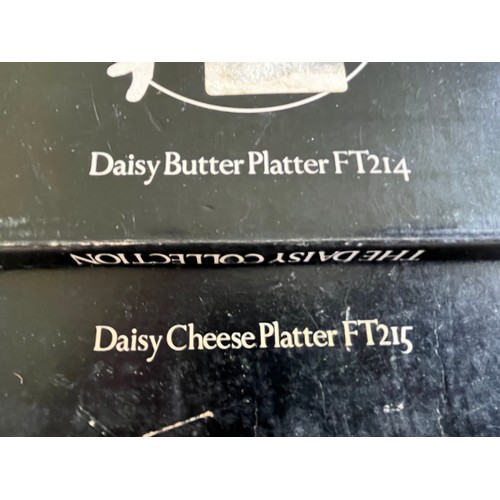 Daisy Butter Platter FT214
THE DAISY COLLECTION
Daisy Cheese Platter FT215